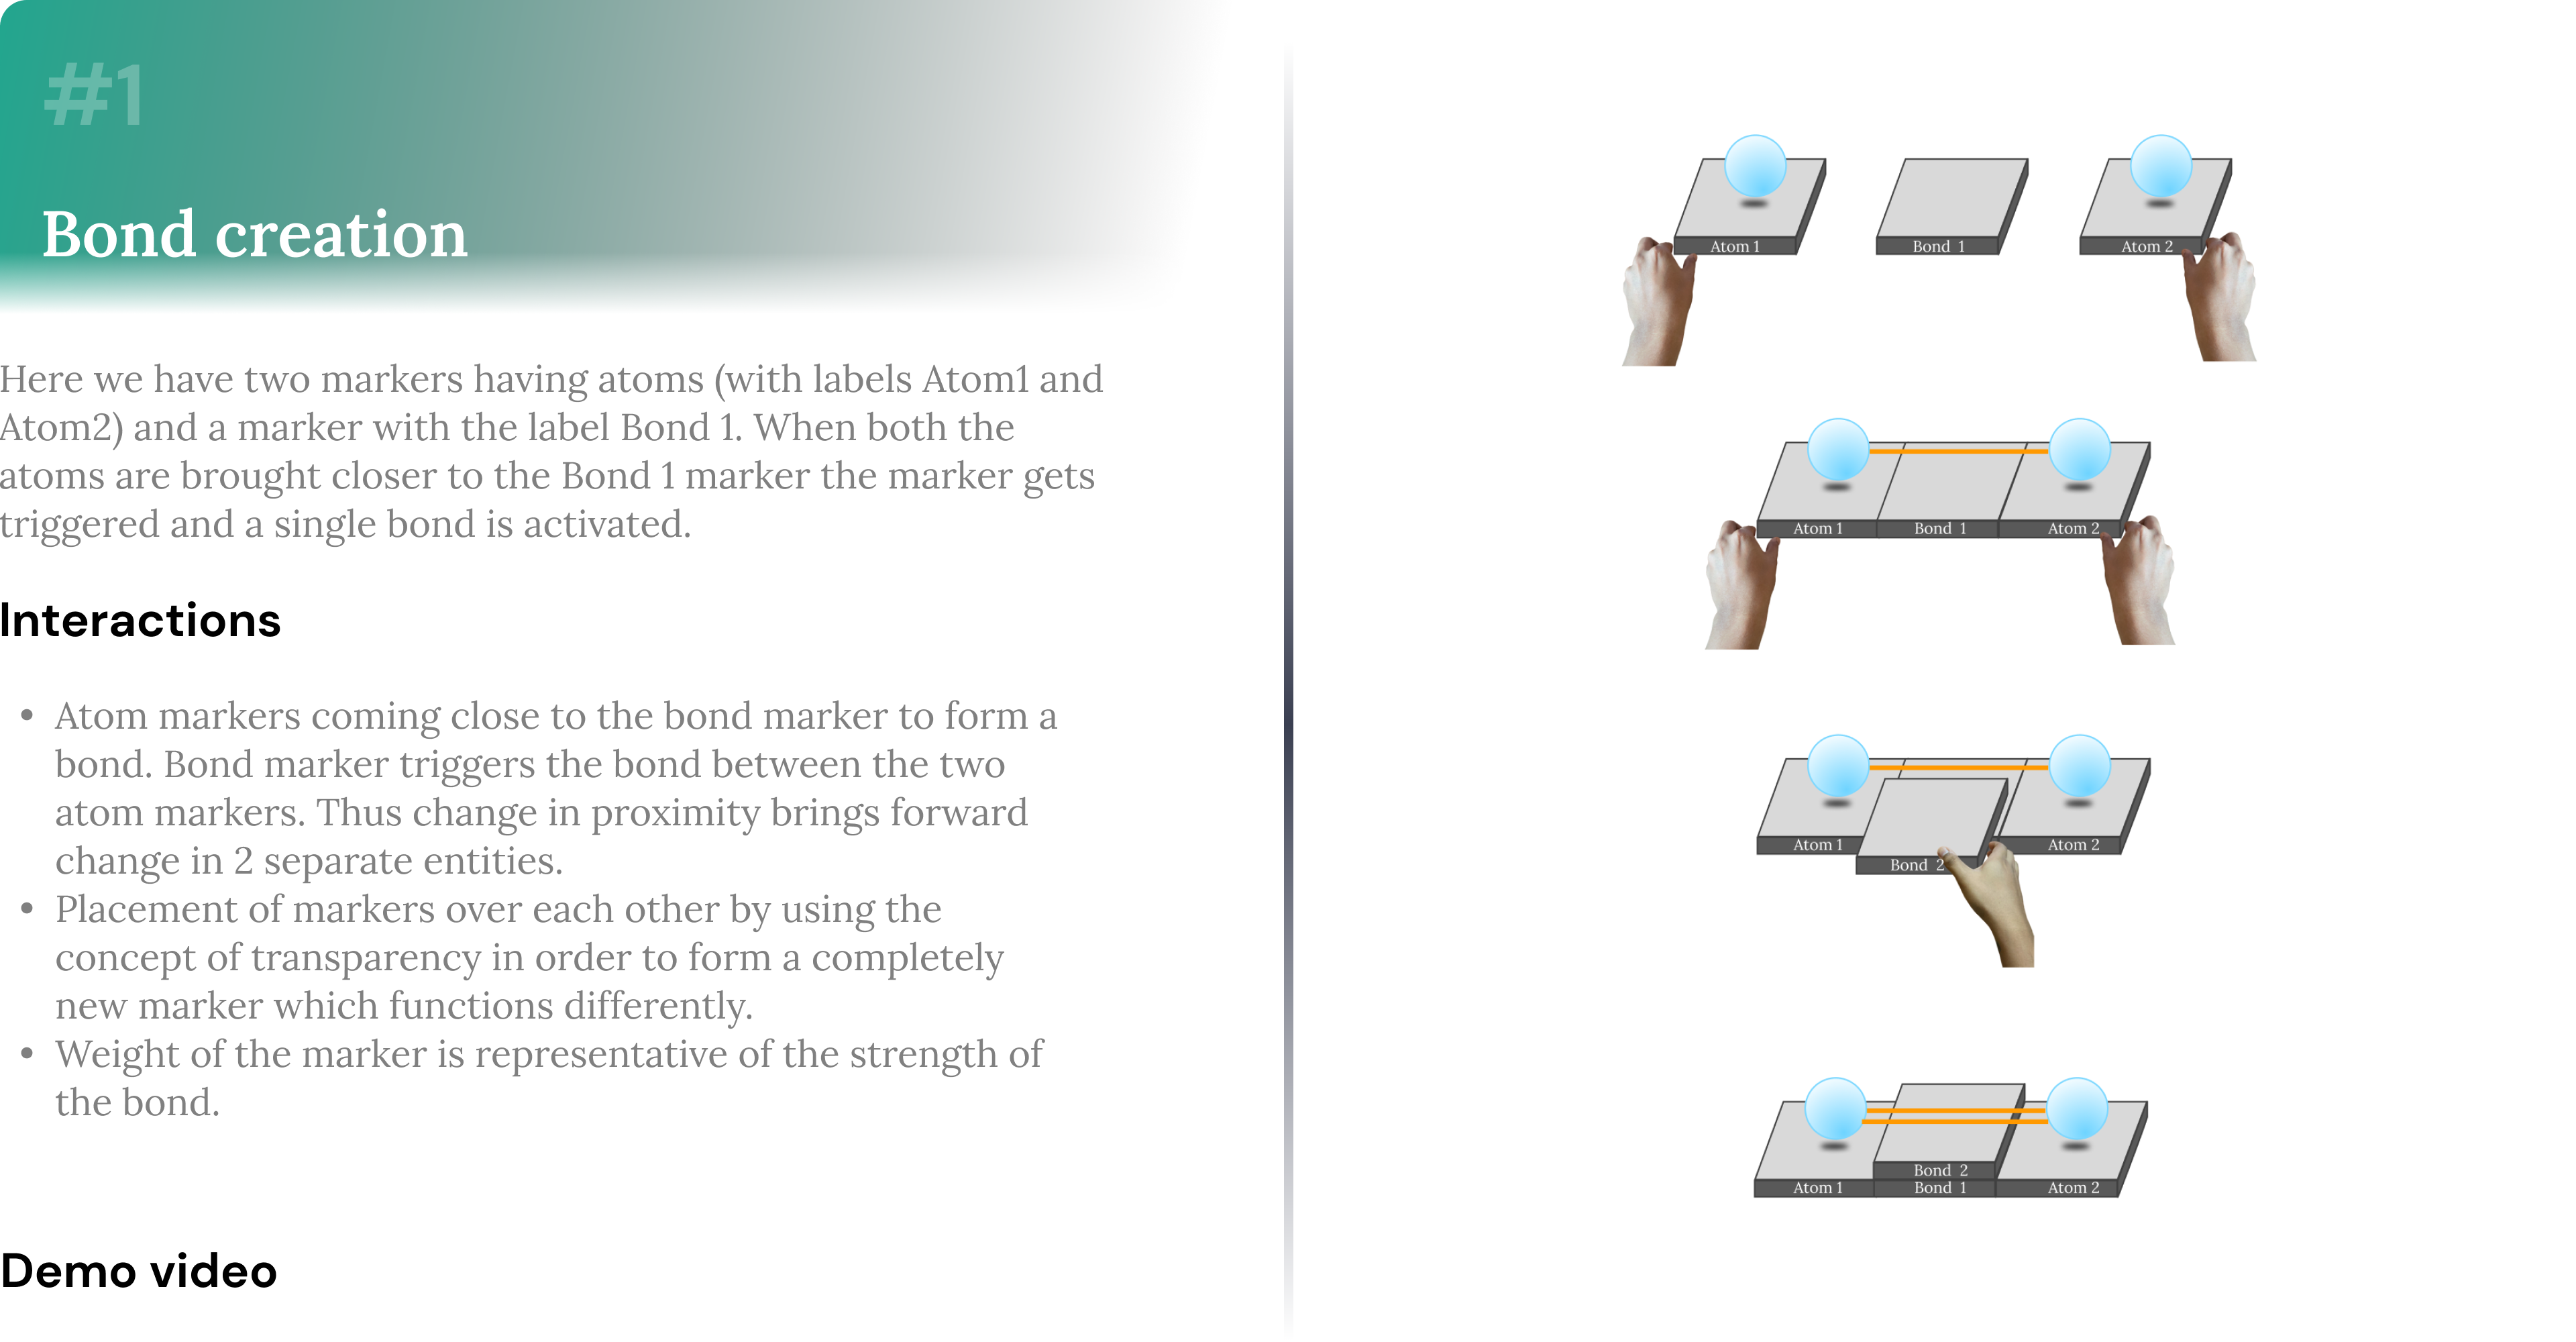 #1
Bond creation
Here we have two markers having atoms (with labels Atom1 and
Atom2) and a marker with the label Bond 1. When both the
atoms are brought closer to the Bond 1 marker the marker gets
triggered and a single bond is activated.
Interactions
• Atom markers coming close to the bond marker to form a
bond. Bond marker triggers the bond between the two
atom markers. Thus change in proximity brings forward
change in 2 separate entities.
• Placement of markers over each other by using the
concept of transparency in order to form a completely
new marker which functions differently.
• Weight of the marker is representative of the strength of
the bond.
Demo video
Atom 1 Bond 1 Atom 2
Atom 1 Bond 1 Atom 2
Atom 1 Atom 2
Bond 2
Bond 2
Atom 1 Bond 1 Atom 2